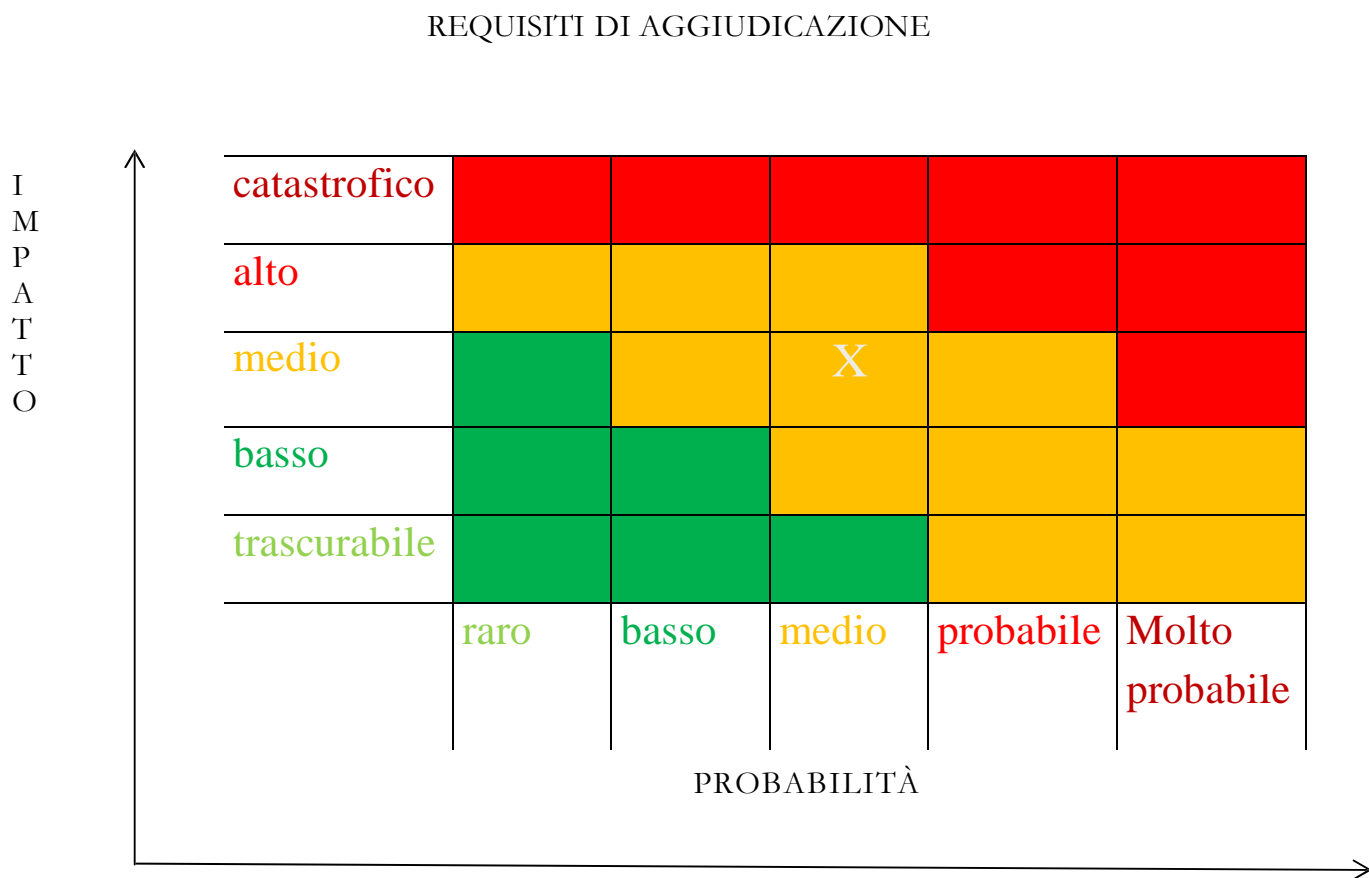 REQUISITI DI AGGIUDICAZIONE
I
M
P
A
T
T
O
catastrofico
alto
medio
X
basso
trascurabile
raro
basso
medio
probabile
Molto
probabile
PROBABILITÀ